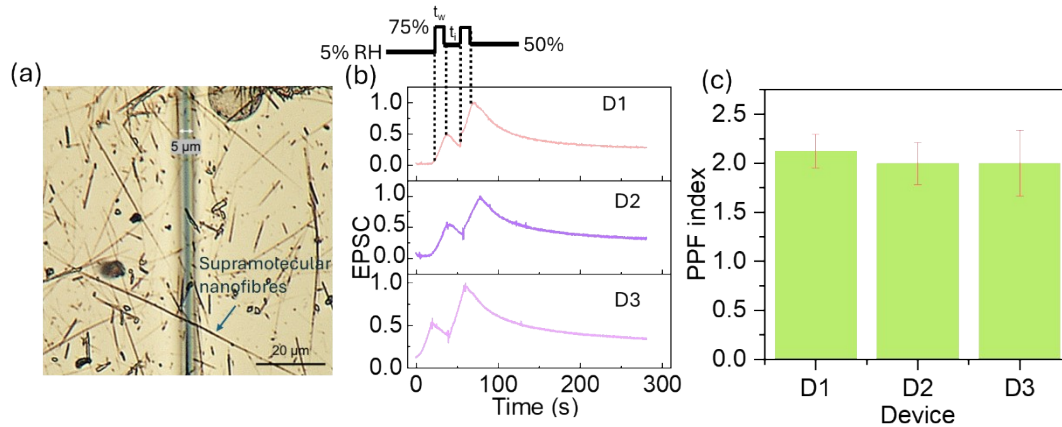 t_w
75%
t_i
5% RH
50%
(a)
5 µm
Supramolecular
nanofibres
20 µm
(b)
D1
1.0
0.5
0.0
D2
1.0
0.5
0.0
D3
1.0
0.5
0.0
EPSC
0 100 200 300
Time (s)
(c)
2.5
2.0
1.5
1.0
0.5
0.0
PPF index
D1 D2 D3
Device